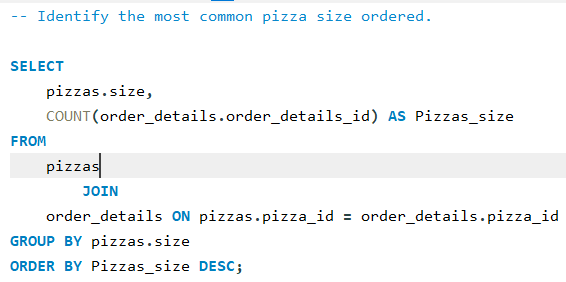 -- Identify the most common pizza size ordered.
SELECT
pizzas.size,
COUNT(order_details.order_details_id) AS Pizzas_size
FROM
pizzas
JOIN
order_details ON pizzas.pizza_id = order_details.pizza_id
GROUP BY pizzas.size
ORDER BY Pizzas_size DESC;